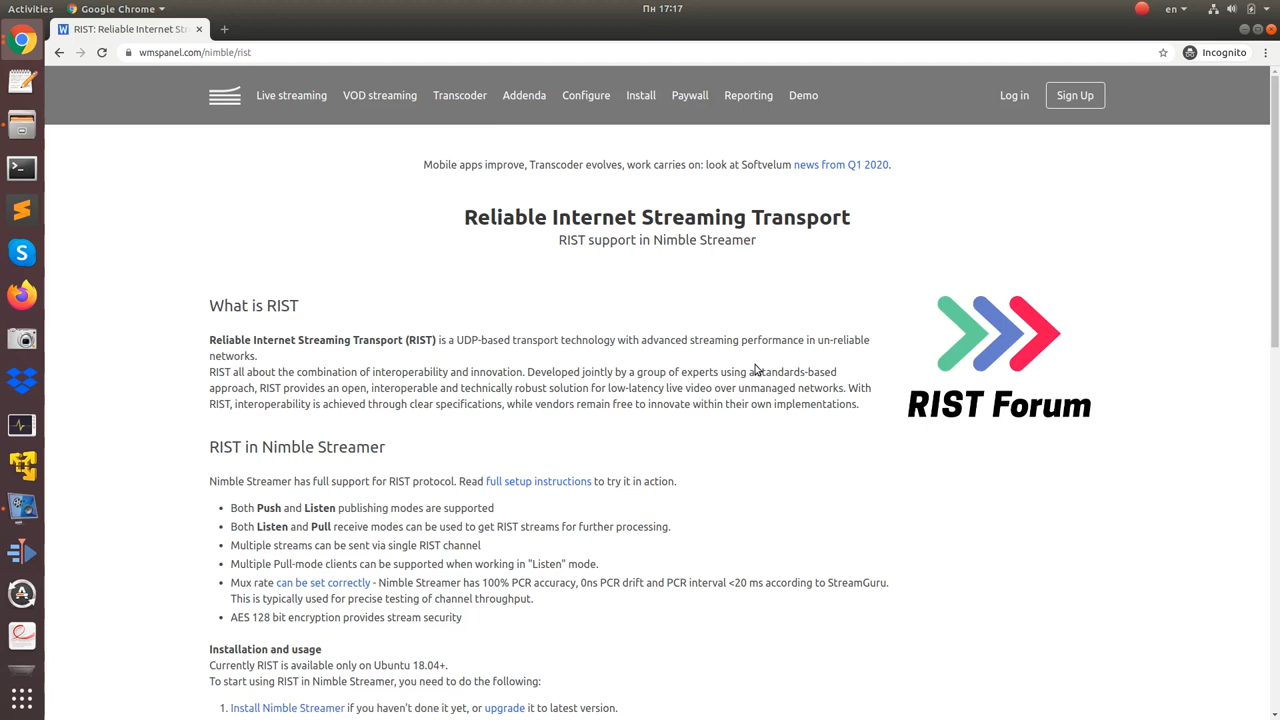 Activities Google Chrome Пн 17:17 en
RIST: Reliable Internet St
wmspanel.com/nimble/rist Incognito
Live streaming VOD streaming Transcoder Addenda Configure Install Paywall Reporting Demo Log in Sign Up
Mobile apps improve, Transcoder evolves, work carries on: look at Softvelum news from Q1 2020.
Reliable Internet Streaming Transport
RIST support in Nimble Streamer
What is RIST
Reliable Internet Streaming Transport (RIST) is a UDP-based transport technology with advanced streaming performance in un-reliable
networks.
RIST all about the combination of interoperability and innovation. Developed jointly by a group of experts using a standards-based
approach, RIST provides an open, interoperable and technically robust solution for low-latency live video over unmanaged networks. With
RIST, interoperability is achieved through clear specifications, while vendors remain free to innovate within their own implementations.
RIST Forum
RIST in Nimble Streamer
Nimble Streamer has full support for RIST protocol. Read full setup instructions to try it in action.
• Both Push and Listen publishing modes are supported
• Both Listen and Pull receive modes can be used to get RIST streams for further processing.
• Multiple streams can be sent via single RIST channel
• Multiple Pull-mode clients can be supported when working in "Listen" mode.
• Mux rate can be set correctly - Nimble Streamer has 100% PCR accuracy, 0ns PCR drift and PCR interval <20 ms according to StreamGuru.
This is typically used for precise testing of channel throughput.
• AES 128 bit encryption provides stream security
Installation and usage
Currently RIST is available only on Ubuntu 18.04+.
To start using RIST in Nimble Streamer, you need to do the following:
1. Install Nimble Streamer if you haven't done it yet, or upgrade it to latest version.